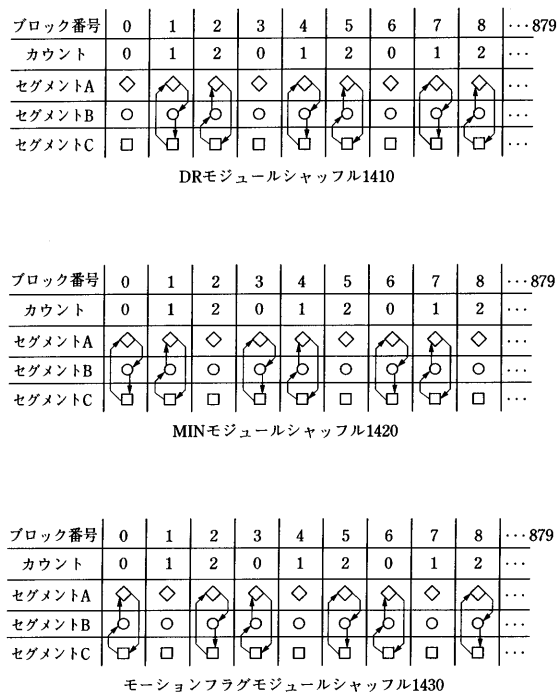 ブロック番号 0 1 2 3 4 5 6 7 8 ···879
カウント 0 1 2 0 1 2 0 1 2 ···
セグメントA ···
セグメントB ···
セグメントC ···
DRモジュールシャッフル1410
ブロック番号 0 1 2 3 4 5 6 7 8 ···879
カウント 0 1 2 0 1 2 0 1 2 ···
セグメントA ···
セグメントB ···
セグメントC ···
MINモジュールシャッフル1420
ブロック番号 0 1 2 3 4 5 6 7 8 ···879
カウント 0 1 2 0 1 2 0 1 2 ···
セグメントA ···
セグメントB ···
セグメントC ···
モーションフラグモジュールシャッフル1430